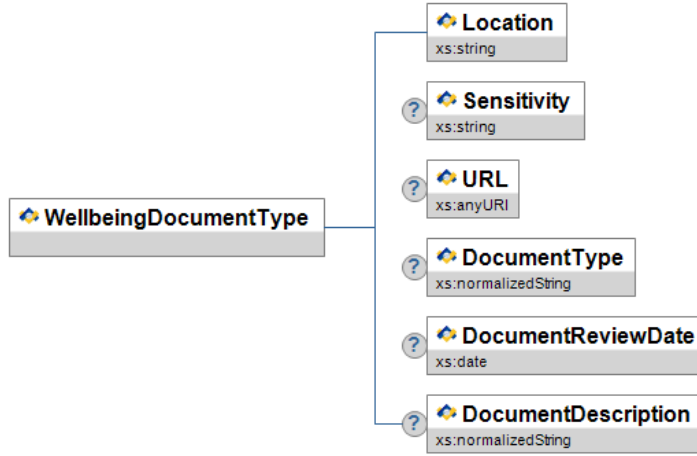 Location
xs:string
? Sensitivity
xs:string
? URL
xs:anyURI
WellbeingDocumentType
? DocumentType
xs:normalizedString
? DocumentReviewDate
xs:date
? DocumentDescription
xs:normalizedString